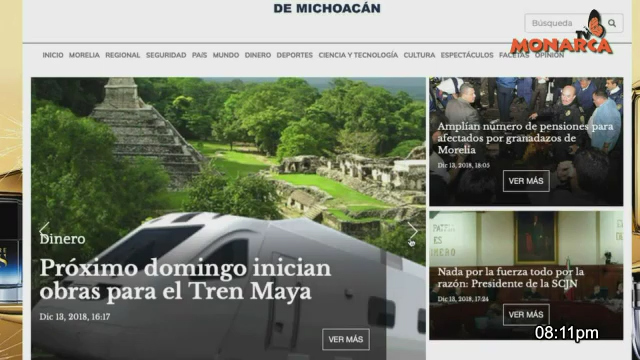 DE MICHOACÁN
Búsqueda
TV
MONARCA
INICIO MORELIA REGIONAL SEGURIDAD PAÍS MUNDO DINERO DEPORTES CIENCIA Y TECNOLOGÍA CULTURA ESPECTÁCULOS FACETAS OPINIÓN
Amplían número de pensiones para
afectados por granadazos de
Morelia
Dic 13, 2018, 18:05
VER MÁS
Dinero
Próximo domingo inician
obras para el Tren Maya
Dic 13, 2018, 16:17
VER MÁS
Nada por la fuerza todo por la
razón: Presidente de la SCJN
Dic 13, 2018, 17:24
VER MÁS
08:11pm